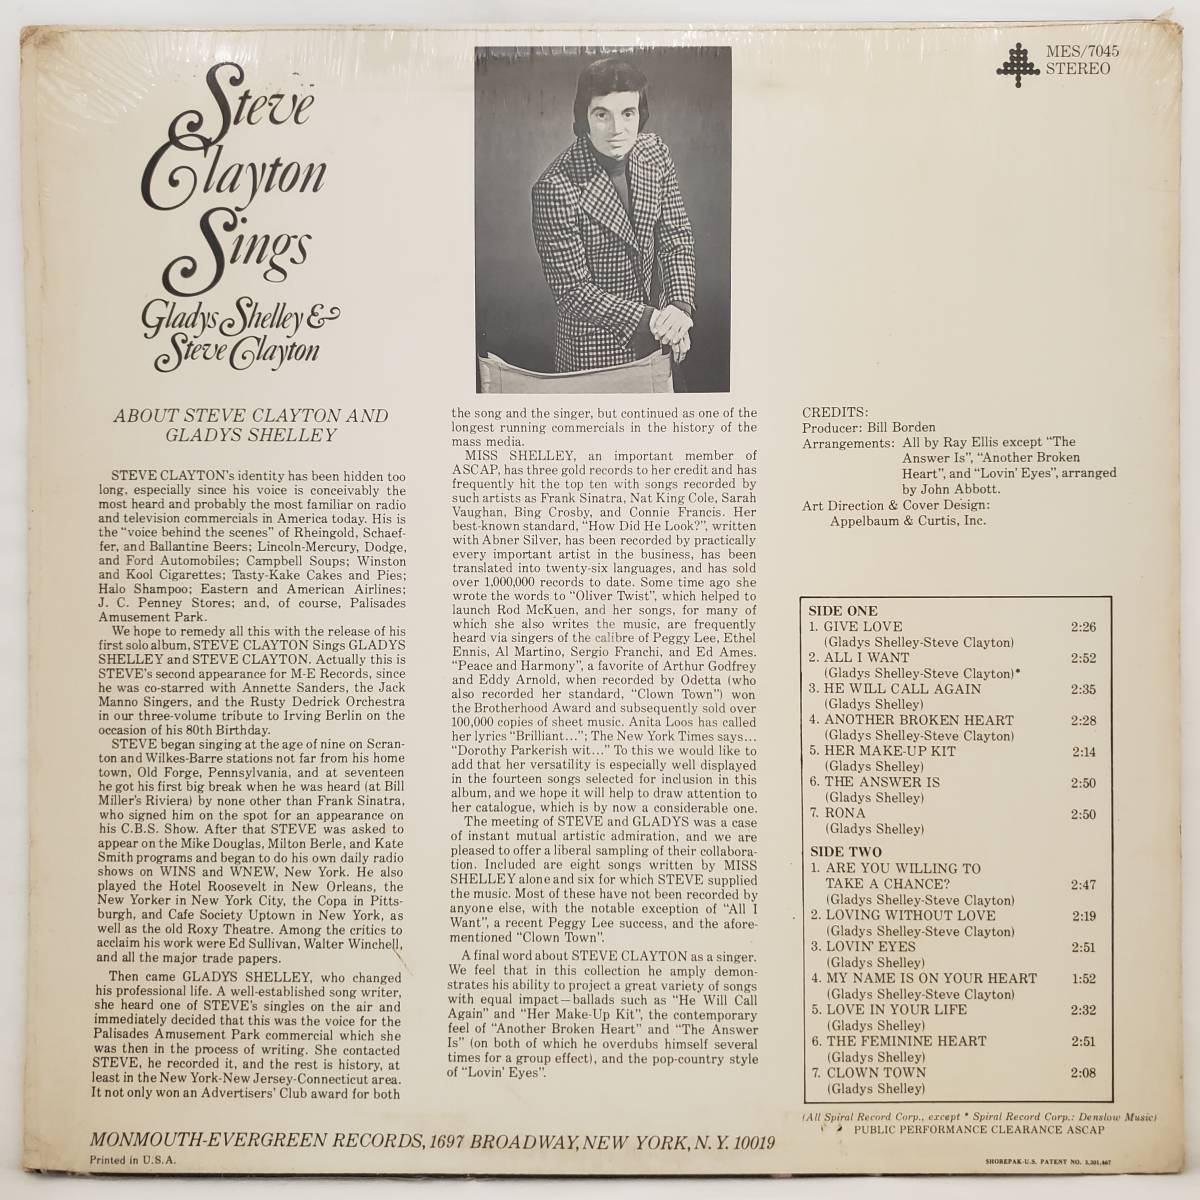 Steve
Clayton
Sings
Gladys Shelley &
Steve Clayton
MES/7045
STEREO
ABOUT STEVE CLAYTON AND
GLADYS SHELLEY
STEVE CLAYTON's identity has been hidden too
long, especially since his voice is conceivably the
most heard and probably the most familiar on radio
and television commercials in America today. His is
the "voice behind the scenes" of Rheingold, Schaef-
fer, and Ballantine Beers; Lincoln-Mercury, Dodge,
and Ford Automobiles; Campbell Soups; Winston
and Kool Cigarettes; Tasty-Kake Cakes and Pies;
Halo Shampoo; Eastern and American Airlines;
J. C. Penney Stores; and, of course, Palisades
Amusement Park.
We hope to remedy all this with the release of his
first solo album, STEVE CLAYTON Sings GLADYS
SHELLEY and STEVE CLAYTON. Actually this is
STEVE's second appearance for M-E Records, since
he was co-starred with Annette Sanders, the Jack
Manno Singers, and the Rusty Dedrick Orchestra
in our three-volume tribute to Irving Berlin on the
occasion of his 80th Birthday.
STEVE began singing at the age of nine on Scran-
ton and Wilkes-Barre stations not far from his home
town, Old Forge, Pennsylvania, and at seventeen
he got his first big break when he was heard (at Bill
Miller's Riviera) by none other than Frank Sinatra,
who signed him on the spot for an appearance on
his C.B.S. Show. After that STEVE was asked to
appear on the Mike Douglas, Milton Berle, and Kate
Smith programs and began to do his own daily radio
shows on WINS and WNEW, New York. He also
played the Hotel Roosevelt in New Orleans, the
New Yorker in New York City, the Copa in Pitts-
burgh, and Cafe Society Uptown in New York, as
well as the old Roxy Theatre. Among the critics to
acclaim his work were Ed Sullivan, Walter Winchell,
and all the major trade papers.
Then came GLADYS SHELLEY, who changed
his professional life. A well-established song writer,
she heard one of STEVE's singles on the air and
immediately decided that this was the voice for the
Palisades Amusement Park commercial which she
was then in the process of writing. She contacted
STEVE, he recorded it, and the rest is history, at
least in the New York-New Jersey-Connecticut area.
It not only won an Advertisers' Club award for both
the song and the singer, but continued as one of the
longest running commercials in the history of the
mass media.
MISS SHELLEY, an important member of
ASCAP, has three gold records to her credit and has
frequently hit the top ten with songs recorded by
such artists as Frank Sinatra, Nat King Cole, Sarah
Vaughan, Bing Crosby, and Connie Francis. Her
best-known standard, "How Did He Look?", written
with Abner Silver, has been recorded by practically
every important artist in the business, has been
translated into twenty-six languages, and has sold
over 1,000,000 records to date. Some time ago she
wrote the words to "Oliver Twist", which helped to
launch Rod McKuen, and her songs, for many of
which she also writes the music, are frequently
heard via singers of the calibre of Peggy Lee, Ethel
Ennis, Al Martino, Sergio Franchi, and Ed Ames.
"Peace and Harmony", a favorite of Arthur Godfrey
and Eddy Arnold, when recorded by Odetta (who
also recorded her standard, "Clown Town") won
the Brotherhood Award and subsequently sold over
100,000 copies of sheet music. Anita Loos has called
her lyrics "Brilliant..."; The New York Times says...
"Dorothy Parkerish wit..." To this we would like to
add that her versatility is especially well displayed
in the fourteen songs selected for inclusion in this
album, and we hope it will help to draw attention to
her catalogue, which is by now a considerable one.
The meeting of STEVE and GLADYS was a case
of instant mutual artistic admiration, and we are
pleased to offer a liberal sampling of their collabora-
tion. Included are eight songs written by MISS
SHELLEY alone and six for which STEVE supplied
the music. Most of these have not been recorded by
anyone else, with the notable exception of "All I
Want", a recent Peggy Lee success, and the afore-
mentioned "Clown Town".
A final word about STEVE CLAYTON as a singer.
We feel that in this collection he amply demon-
strates his ability to project a great variety of songs
with equal impact—ballads such as "He Will Call
Again" and "Her Make-Up Kit", the contemporary
feel of "Another Broken Heart" and "The Answer
Is" (on both of which he overdubs himself several
times for a group effect), and the pop-country style
of "Lovin' Eyes".
CREDITS:
Producer: Bill Borden
Arrangements: All by Ray Ellis except "The
Answer Is", "Another Broken
Heart", and "Lovin' Eyes", arranged
by John Abbott.
Art Direction & Cover Design:
Appelbaum & Curtis, Inc.
SIDE ONE
1. GIVE LOVE 2:26
(Gladys Shelley-Steve Clayton)
2. ALL I WANT 2:52
(Gladys Shelley-Steve Clayton)*
3. HE WILL CALL AGAIN 2:35
(Gladys Shelley)
4. ANOTHER BROKEN HEART 2:28
(Gladys Shelley-Steve Clayton)
5. HER MAKE-UP KIT 2:14
(Gladys Shelley)
6. THE ANSWER IS 2:50
(Gladys Shelley)
7. RONA 2:50
(Gladys Shelley)
SIDE TWO
1. ARE YOU WILLING TO
TAKE A CHANCE? 2:47
(Gladys Shelley-Steve Clayton)
2. LOVING WITHOUT LOVE 2:19
(Gladys Shelley-Steve Clayton)
3. LOVIN' EYES 2:51
(Gladys Shelley)
4. MY NAME IS ON YOUR HEART 1:52
(Gladys Shelley-Steve Clayton)
5. LOVE IN YOUR LIFE 2:32
(Gladys Shelley)
6. THE FEMININE HEART 2:51
(Gladys Shelley)
7. CLOWN TOWN 2:08
(Gladys Shelley)
(All Spiral Record Corp., except * Spiral Record Corp.: Denslow Music)
PUBLIC PERFORMANCE CLEARANCE ASCAP
MONMOUTH-EVERGREEN RECORDS, 1697 BROADWAY, NEW YORK, N.Y. 10019
Printed in U.S.A.
SHOREPAK-U.S. PATENT NO. 3,201,467